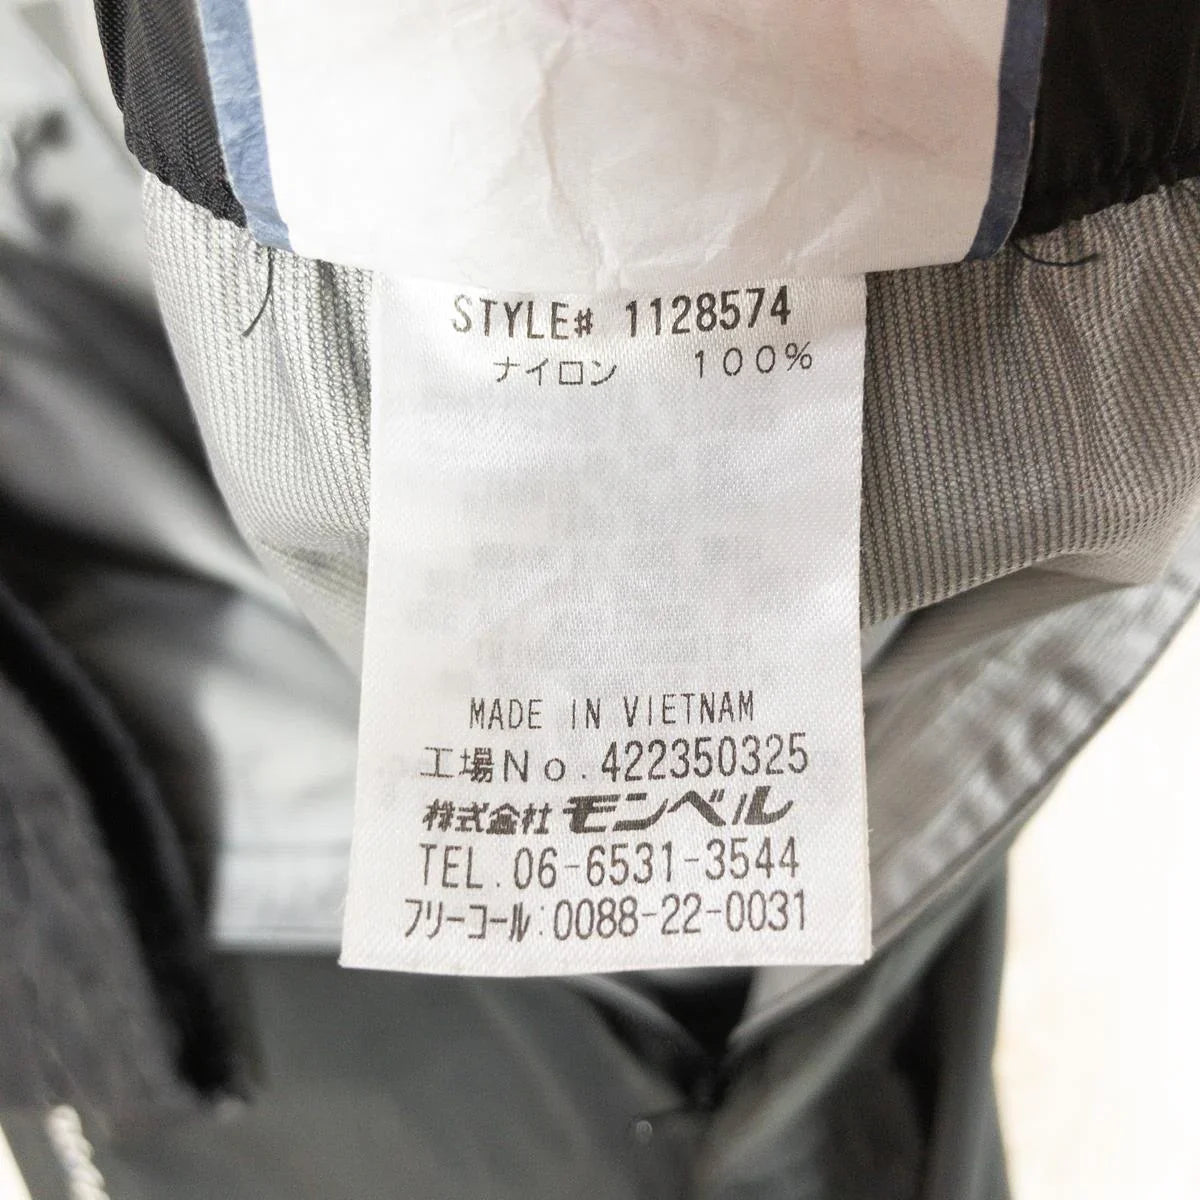 STYLE# 1128574
ナイロン 100%
MADE IN VIETNAM
工場No.422350325
株式会社 モンベル
TEL.06-6531-3544
フリーコール:0088-22-0031